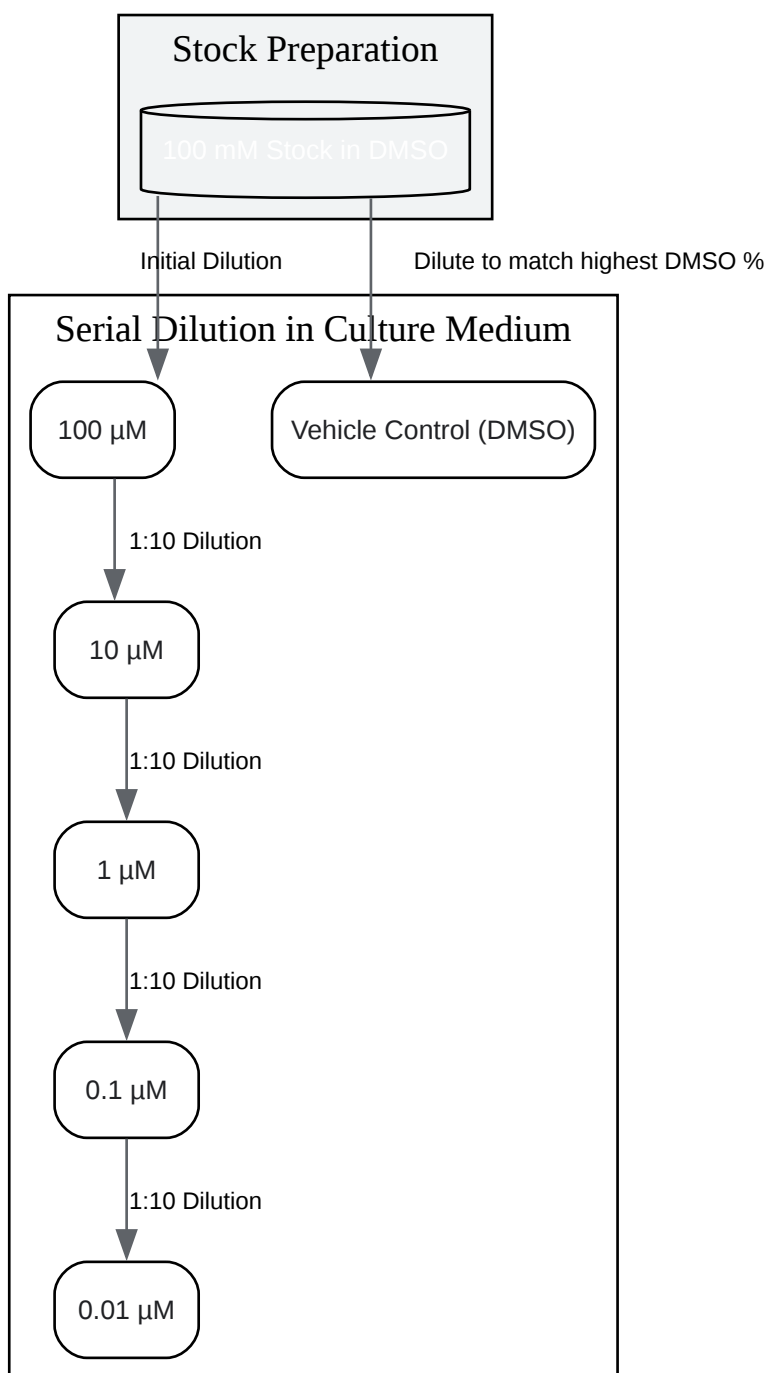 Stock Preparation
100 mM Stock in DMSO
Initial Dilution
Dilute to match highest DMSO %
Serial Dilution in Culture Medium
100 µM
Vehicle Control (DMSO)
1:10 Dilution
10 µM
1:10 Dilution
1 µM
1:10 Dilution
0.1 µM
1:10 Dilution
0.01 µM